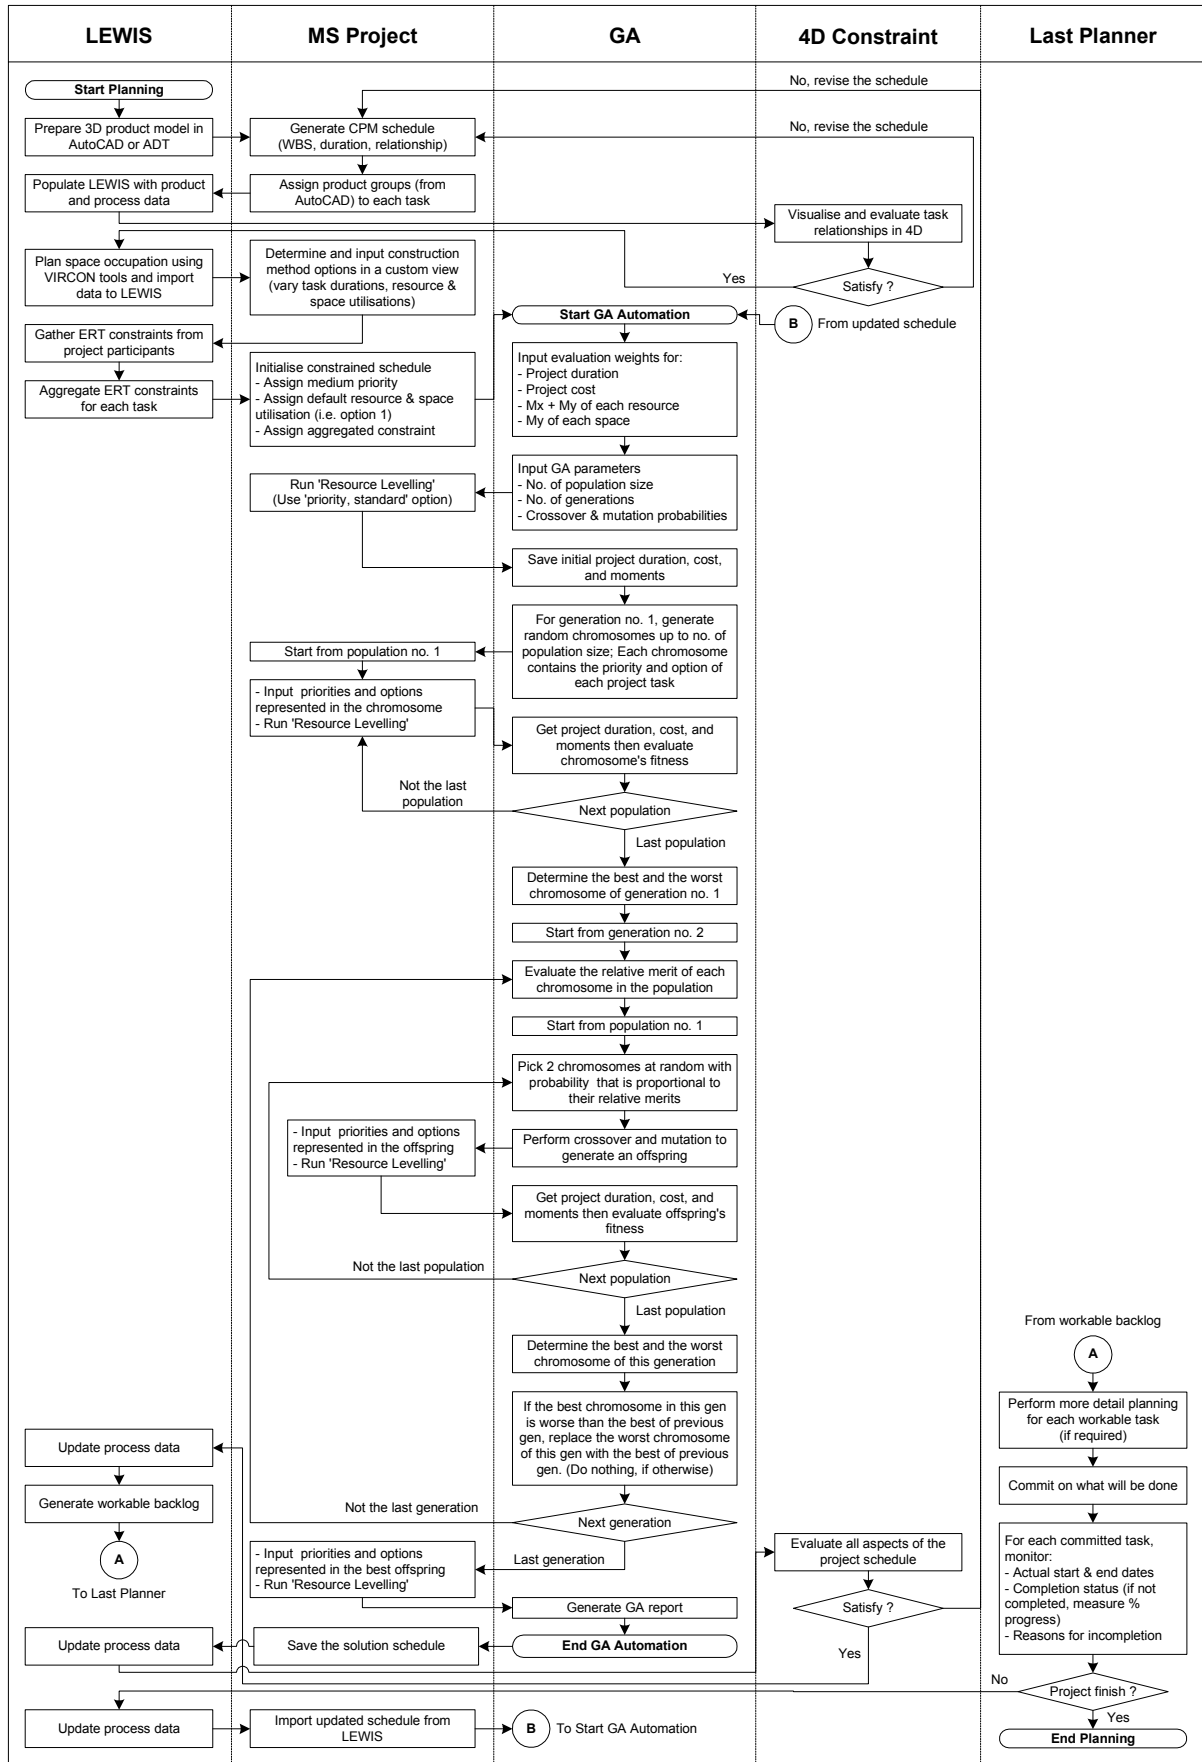 LEWIS
MS Project
GA
4D Constraint
Last Planner
No, revise the schedule
Start Planning
Prepare 3D product model in
AutoCAD or ADT
Generate CPM schedule
(WBS, duration, relationship)
No, revise the schedule
Populate LEWIS with product
and process data
Assign product groups (from
AutoCAD) to each task
Visualise and evaluate task
relationships in 4D
Plan space occupation using
VIRCON tools and import
data to LEWIS
Determine and input construction
method options in a custom view
(vary task durations, resource &
space utilisations)
Yes
Satisfy ?
Start GA Automation
B
From updated schedule
Gather ERT constraints from
project participants
Aggregate ERT constraints
for each task
Initialise constrained schedule
- Assign medium priority
- Assign default resource & space
utilisation (i.e. option 1)
- Assign aggregated constraint
Input evaluation weights for:
- Project duration
- Project cost
- Mx + My of each resource
- My of each space
Run 'Resource Levelling'
(Use 'priority, standard' option)
Input GA parameters
- No. of population size
- No. of generations
- Crossover & mutation probabilities
Save initial project duration, cost,
and moments
For generation no. 1, generate
random chromosomes up to no. of
population size; Each chromosome
contains the priority and option of
each project task
Start from population no. 1
- Input priorities and options
represented in the chromosome
- Run 'Resource Levelling'
Get project duration, cost, and
moments then evaluate
chromosome's fitness
Not the last
population
Next population
Last population
Determine the best and the worst
chromosome of generation no. 1
Start from generation no. 2
Evaluate the relative merit of each
chromosome in the population
Start from population no. 1
Pick 2 chromosomes at random with
probability that is proportional to
their relative merits
- Input priorities and options
represented in the offspring
- Run 'Resource Levelling'
Perform crossover and mutation to
generate an offspring
Get project duration, cost, and
moments then evaluate offspring's
fitness
Not the last population
Next population
Last population
Determine the best and the worst
chromosome of this generation
If the best chromosome in this gen
is worse than the best of previous
gen, replace the worst chromosome
of this gen with the best of previous
gen. (Do nothing, if otherwise)
Not the last generation
Next generation
Last generation
From workable backlog
A
Perform more detail planning
for each workable task
(if required)
Commit on what will be done
For each committed task,
monitor:
- Actual start & end dates
- Completion status (if not
completed, measure %
progress)
- Reasons for incompletion
Update process data
Generate workable backlog
A
To Last Planner
- Input priorities and options
represented in the best offspring
- Run 'Resource Levelling'
Evaluate all aspects of the
project schedule
Generate GA report
Satisfy ?
Update process data
Save the solution schedule
End GA Automation
Yes
No
Project finish ?
Yes
Update process data
Import updated schedule from
LEWIS
B
To Start GA Automation
End Planning